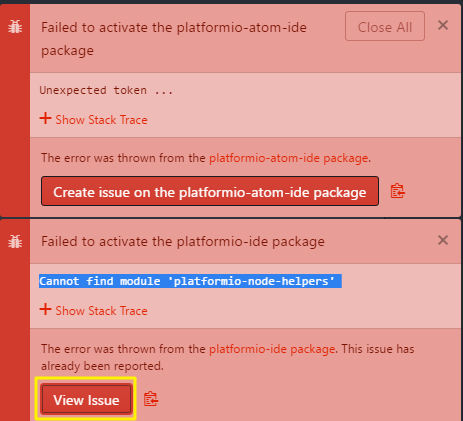 Failed to activate the platformio-atom-ide
package
Close All
Unexpected token ...
Show Stack Trace
The error was thrown from the platformio-atom-ide package.
Create issue on the platformio-atom-ide package
Failed to activate the platformio-ide package
Cannot find module 'platformio-node-helpers'
Show Stack Trace
The error was thrown from the platformio-ide package. This issue has
already been reported.
View Issue